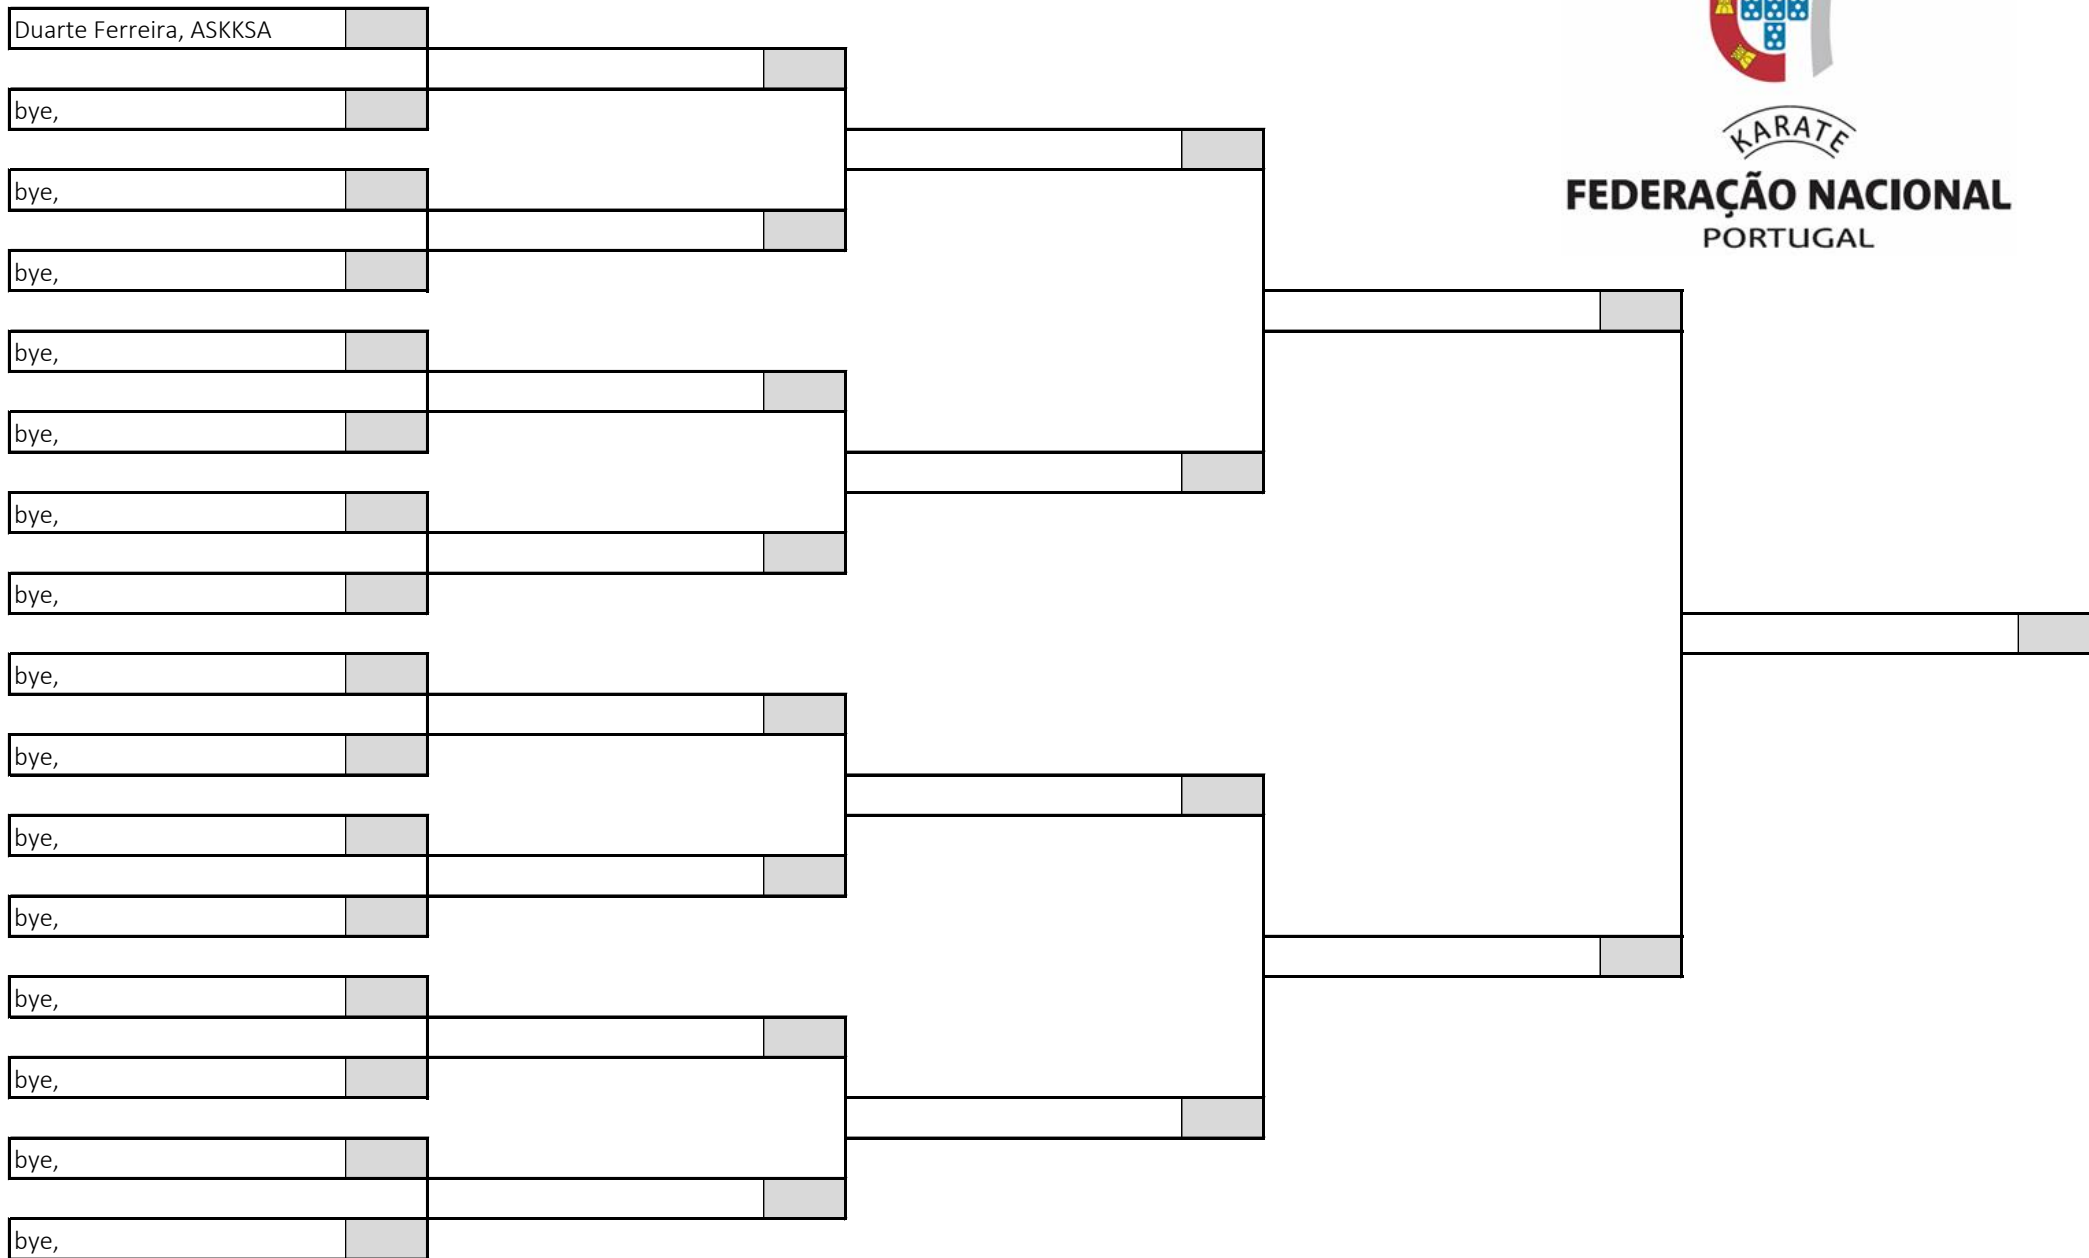 Duarte Ferreira, ASKKSA
bye,
KARATE
bye,
FEDERAÇÃO NACIONAL
PORTUGAL
bye,
bye,
bye,
bye,
bye,
bye,
bye,
bye,
bye,
bye,
bye,
bye,
bye,